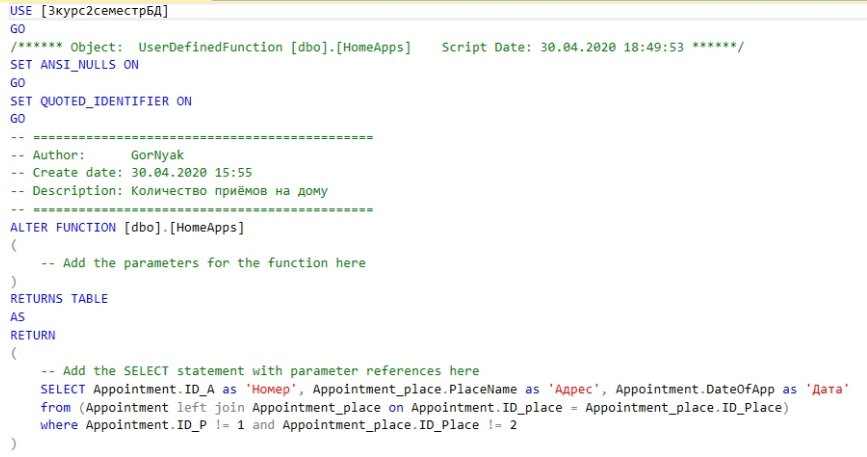 USE [3курс2семестрБД]
GO
/****** Object:  UserDefinedFunction [dbo].[HomeApps]    Script Date: 30.04.2020 18:49:53 ******/
SET ANSI_NULLS ON
GO
SET QUOTED_IDENTIFIER ON
GO
-- =============================================
-- Author:      GorNyak
-- Create date: 30.04.2020 15:55
-- Description: Количество приёмов на дому
-- =============================================
ALTER FUNCTION [dbo].[HomeApps]
(
    -- Add the parameters for the function here
)
RETURNS TABLE
AS
RETURN
(
    -- Add the SELECT statement with parameter references here
    SELECT Appointment.ID_A as 'Номер', Appointment_place.PlaceName as 'Адрес', Appointment.DateOfApp as 'Дата'
    from (Appointment left join Appointment_place on Appointment.ID_place = Appointment_place.ID_Place)
    where Appointment.ID_P != 1 and Appointment_place.ID_Place != 2
)